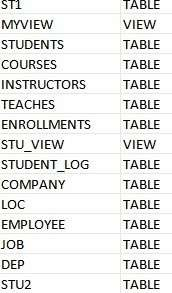 ST1 TABLE
MYVIEW VIEW
STUDENTS TABLE
COURSES TABLE
INSTRUCTORS TABLE
TEACHES TABLE
ENROLLMENTS TABLE
STU_VIEW VIEW
STUDENT_LOG TABLE
COMPANY TABLE
LOC TABLE
EMPLOYEE TABLE
JOB TABLE
DEP TABLE
STU2 TABLE